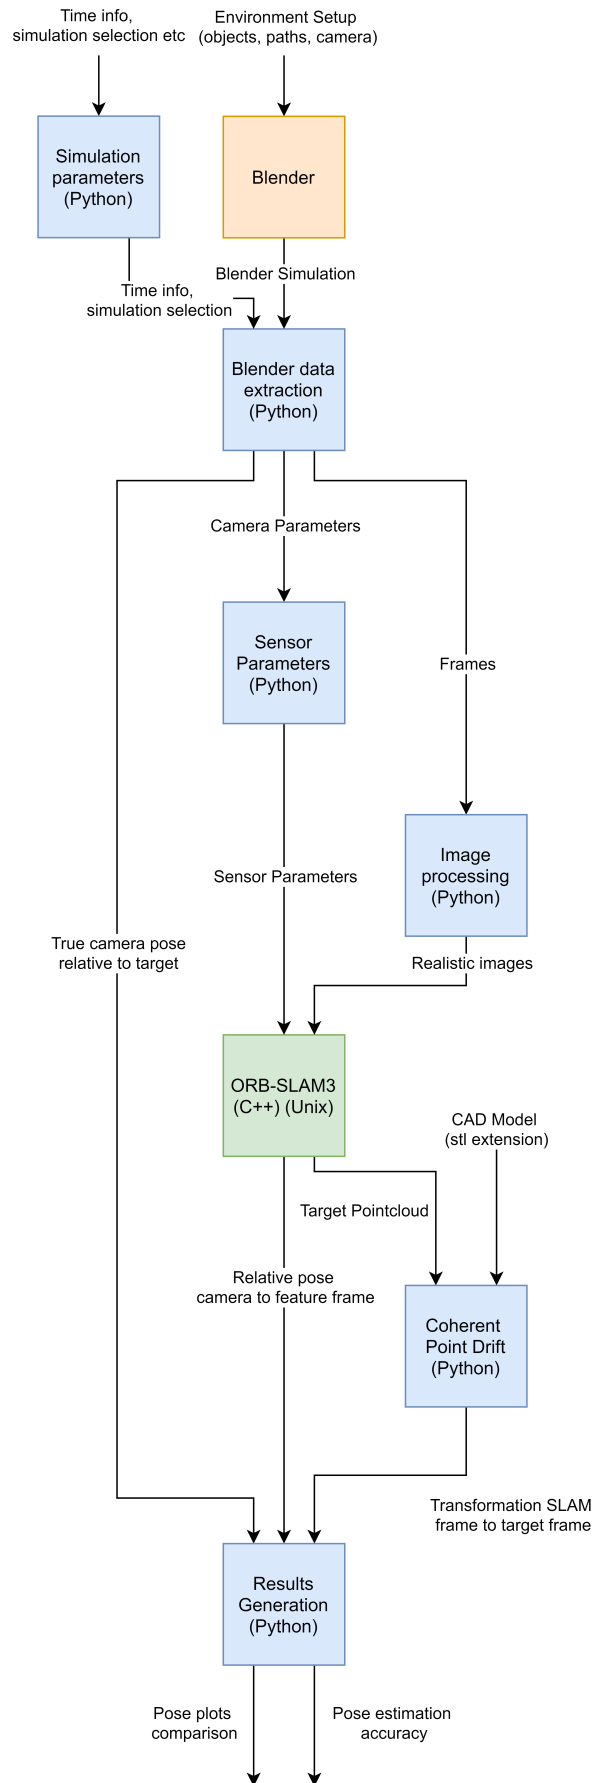 Time info,
simulation selection etc
Environment Setup
(objects, paths, camera)
Simulation
parameters
(Python)
Blender
Blender Simulation
Time info,
simulation selection
Blender data
extraction
(Python)
Camera Parameters
Sensor
Parameters
(Python)
Frames
Image
processing
(Python)
Sensor Parameters
True camera pose
relative to target
Realistic images
ORB-SLAM3
(C++) (Unix)
CAD Model
(stl extension)
Target Pointcloud
Relative pose
camera to feature frame
Coherent
Point Drift
(Python)
Transformation SLAM
frame to target frame
Results
Generation
(Python)
Pose plots
comparison
Pose estimation
accuracy